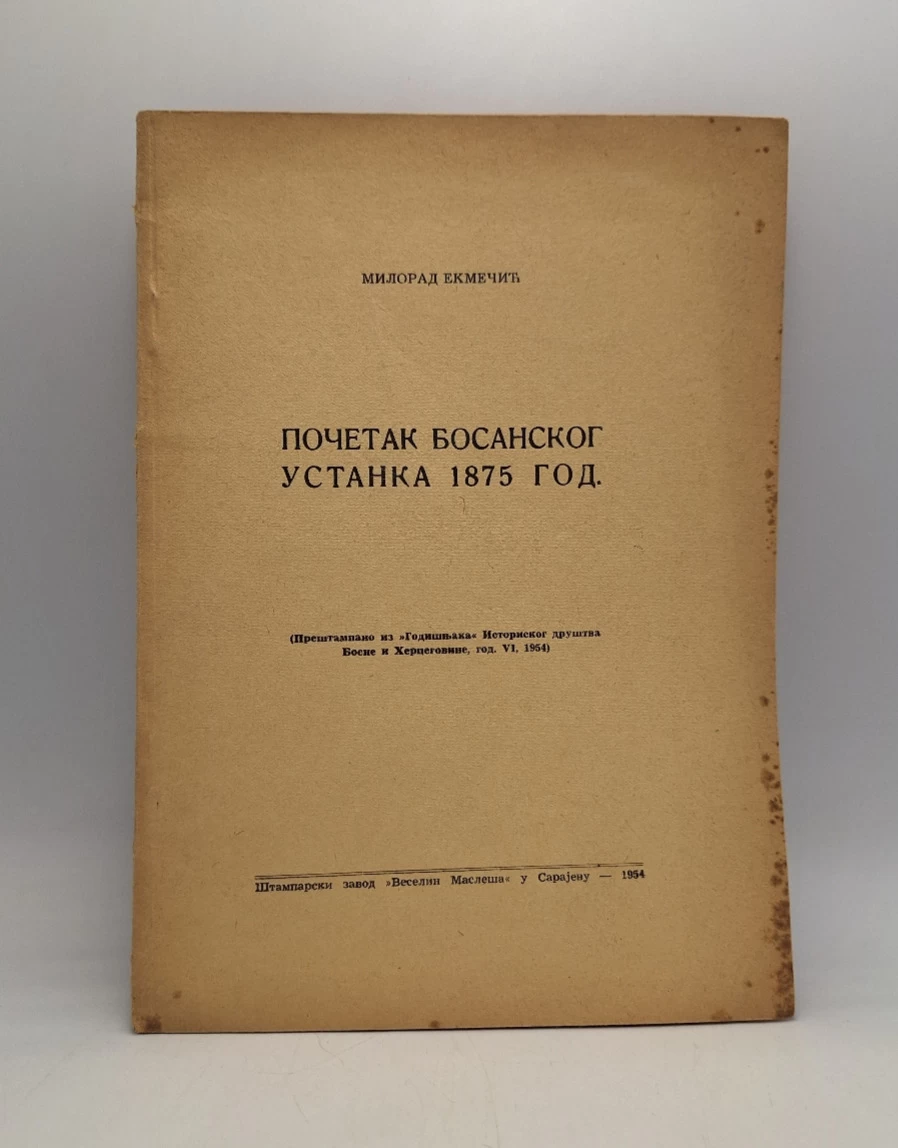 МИЛОРАД ЕКМЕЧИЋ
ПОЧЕТАК БОСАНСКОГ
УСТАНКА 1875 ГОД.
(Прештампано из »Годишњака« Историског друштва
Босне и Херцеговине, год. VI, 1954)
Штампарски завод »Веселин Маслеша« у Сарајеву — 1954